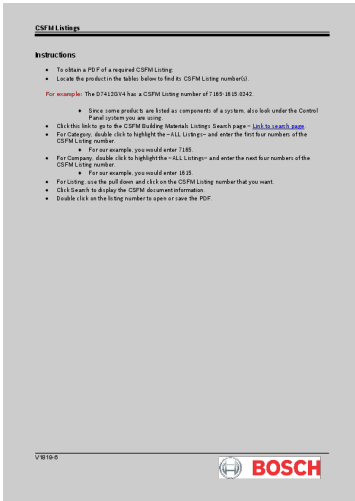 CSFM Listings
Instructions
• To obtain a PDF of a required CSFM Listing:
• Locate the product in the tables below to find its CSFM Listing number(s).
For example: The D7412GV4 has a CSFM Listing number of 7165-1615:0342.
• Since some products are listed as components of a system, also look under the Control
Panel system you are using.
• Click this link to go to the CSFM Building Materials Listings Search page – Link to search page.
• For Category, double click to highlight the ~ALL Listings~ and enter the first four numbers of the
CSFM Listing number.
• For our example, you would enter 7165.
• For Company, double click to highlight the ~ALL Listings~ and enter the next four numbers of the
CSFM Listing number.
• For our example, you would enter 1615.
• For Listing, use the pull down and click on the CSFM Listing number that you want.
• Click Search to display the CSFM document information.
• Double click on the listing number to open or save the PDF.
V1919-6
BOSCH